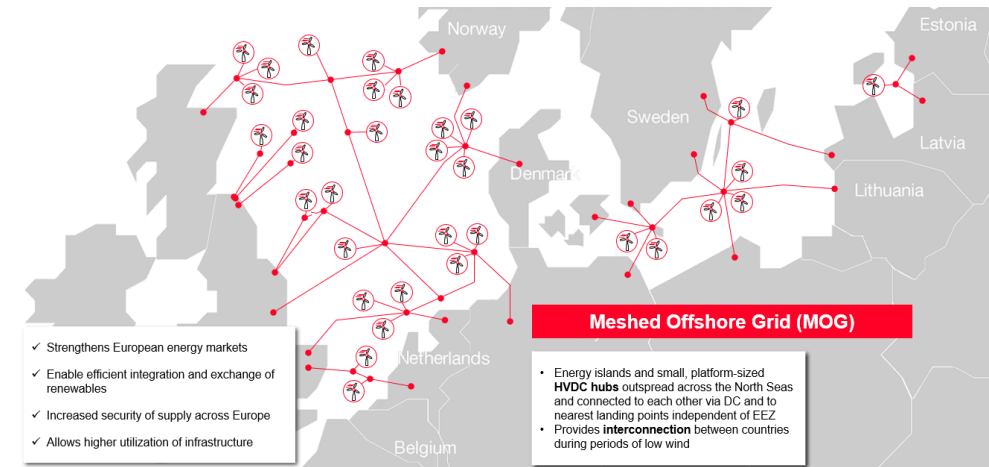 Norway
Estonia
Sweden
Latvia
Denmark
Lithuania
Meshed Offshore Grid (MOG)
✓ Strengthens European energy markets
✓ Enable efficient integration and exchange of
renewables
✓ Increased security of supply across Europe
✓ Allows higher utilization of infrastructure
Netherlands
• Energy islands and small, platform-sized
HVDC hubs outspread across the North Seas
and connected to each other via DC and to
nearest landing points independent of EEZ
• Provides interconnection between countries
during periods of low wind
Belgium